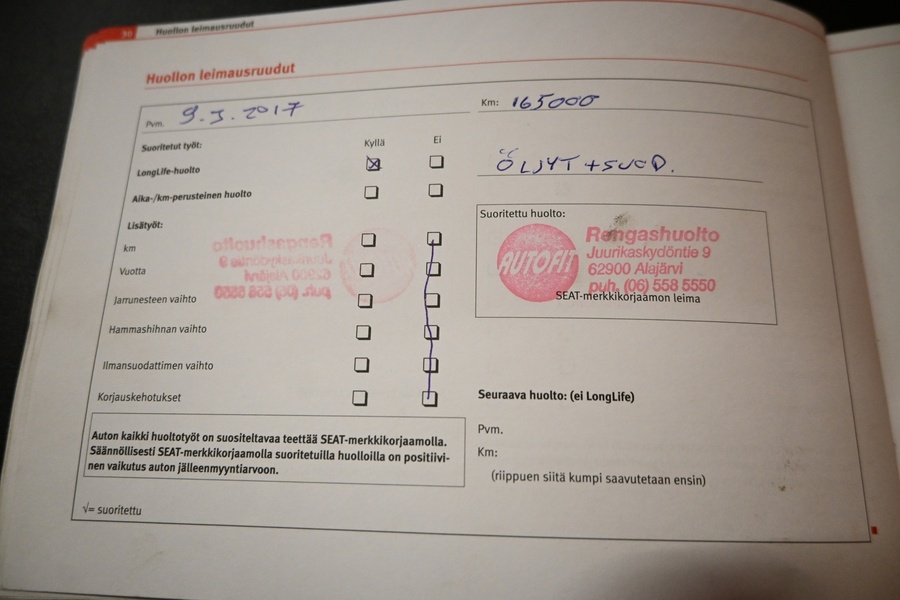 36 Huollon leimausruudut
Huollon leimausruudut
Pvm. 9.5.2017
Km: 165000
Suoritetut työt: Kyllä Ei
LongLife-huolto
ÖLJYT + SUOD.
Aika-/km-perusteinen huolto
Lisätyöt:
km
Vuotta
Jarrunesteen vaihto
Hammashihnan vaihto
Ilmansuodattimen vaihto
Korjauskehotukset
Suoritettu huolto:
AUTOFIT
Rengashuolto
Juurikaskydöntie 9
62900 Alajärvi
puh. (06) 558 5550
SEAT-merkkikorjaamon leima
Seuraava huolto: (ei LongLife)
Pvm.
Km:
(riippuen siitä kumpi saavutetaan ensin)
Auton kaikki huoltotyöt on suositeltavaa teettää SEAT-merkkikorjaamolla.
Säännöllisesti SEAT-merkkikorjaamolla suoritetuilla huolloilla on positiivi-
nen vaikutus auton jälleenmyyntiarvoon.
√= suoritettu